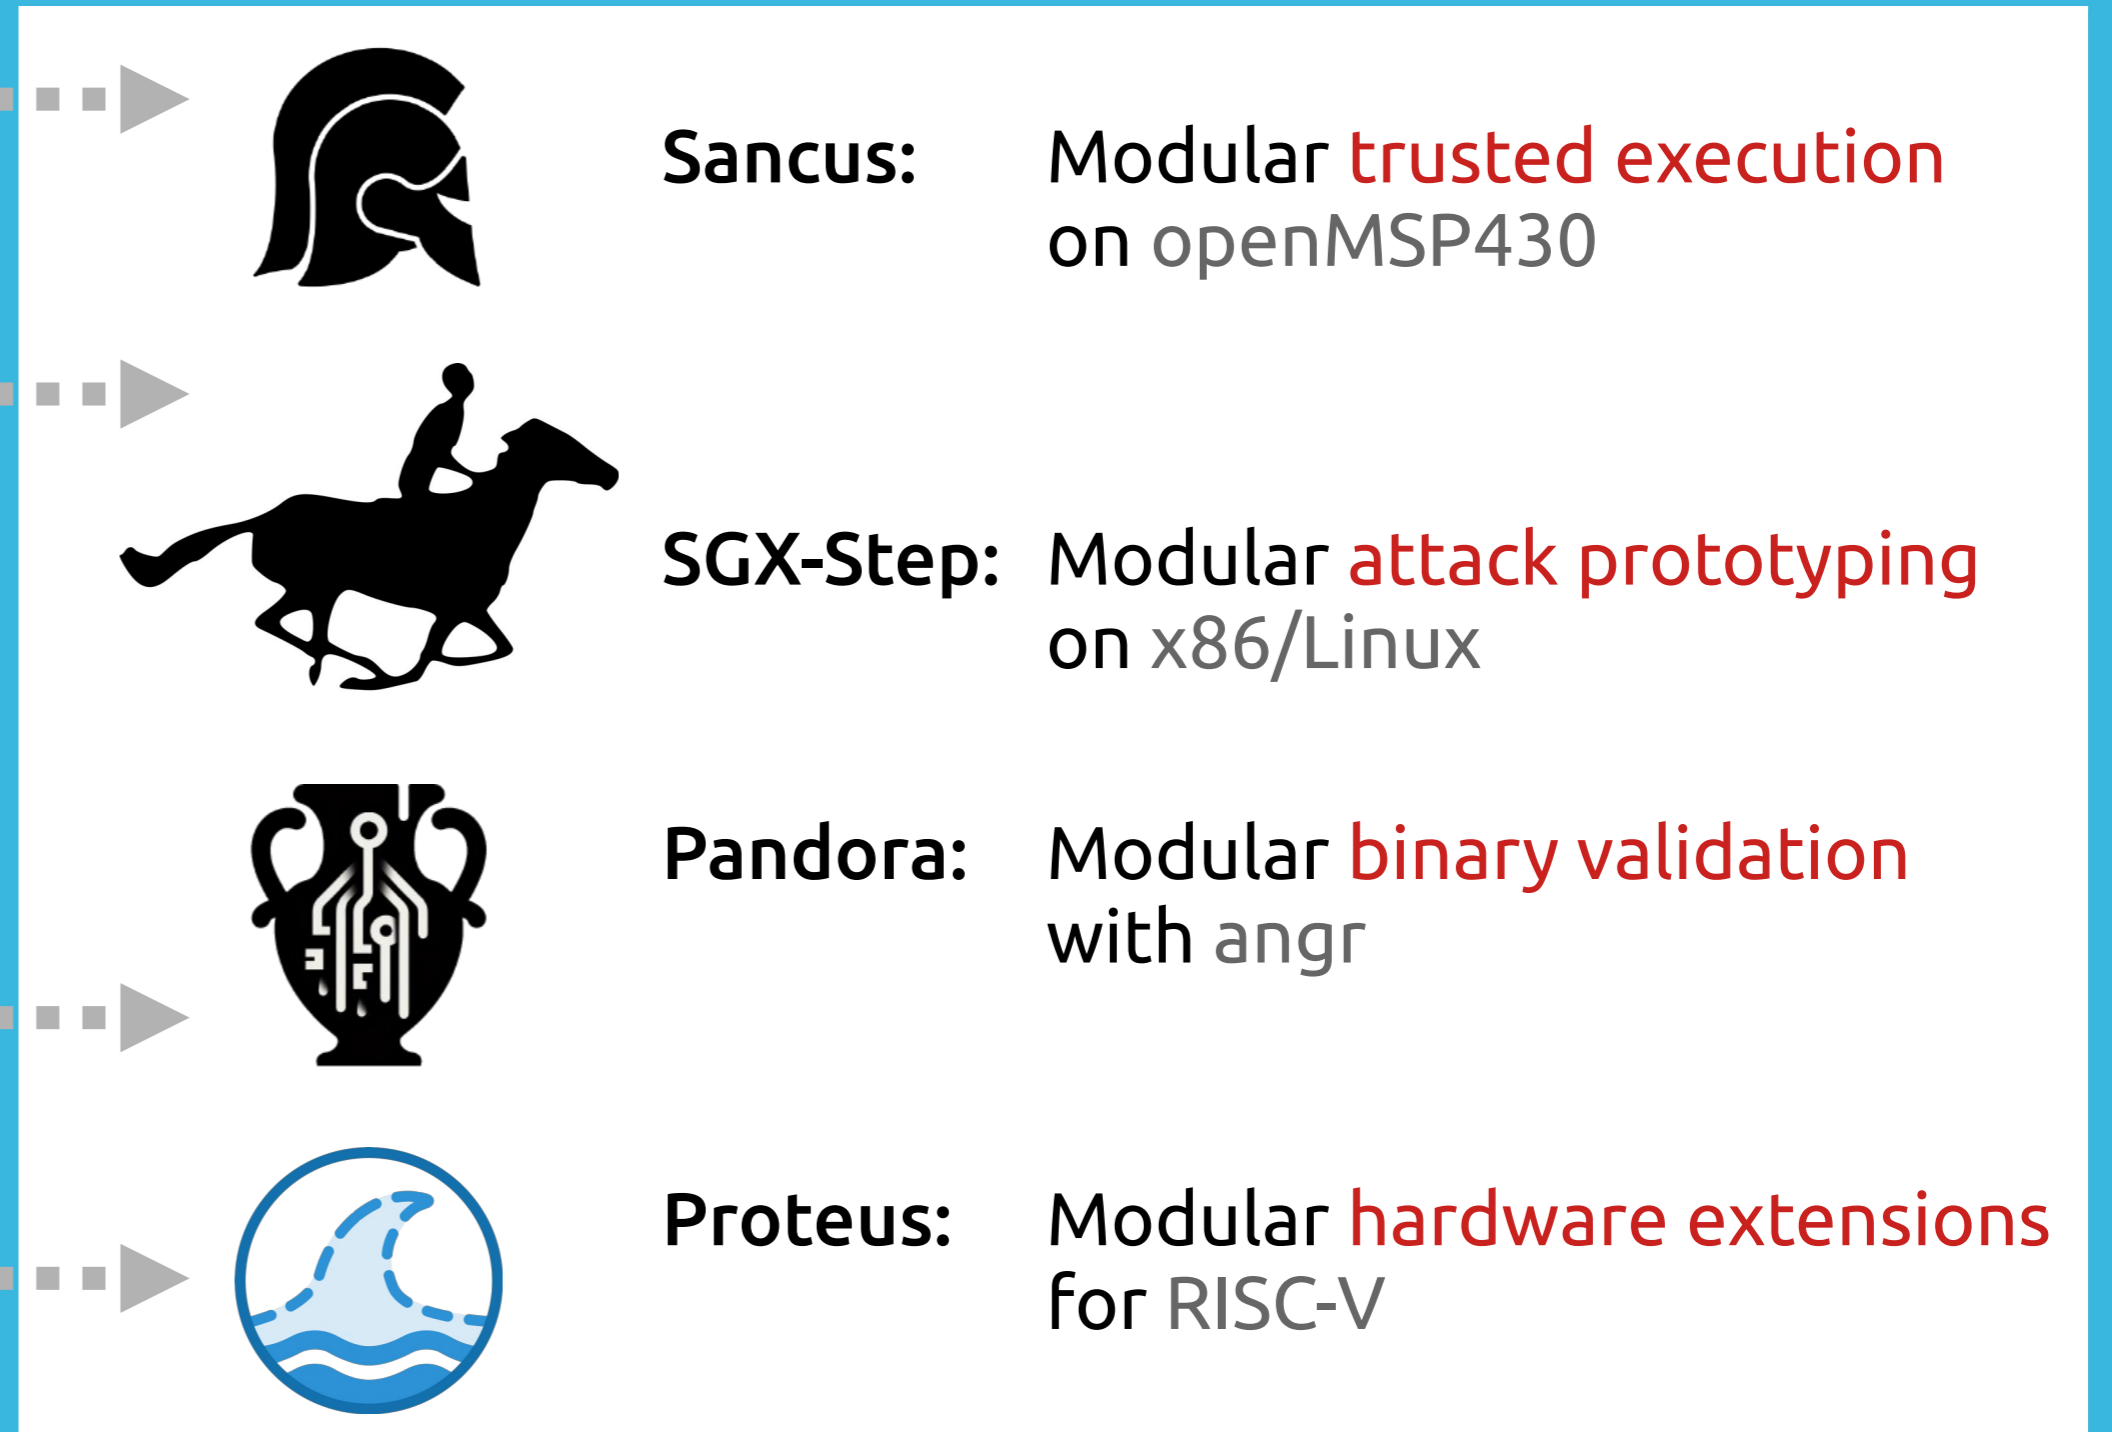 Sancus: Modular trusted execution
on openMSP430
SGX-Step: Modular attack prototyping
on x86/Linux
Pandora: Modular binary validation
with angr
Proteus: Modular hardware extensions
for RISC-V